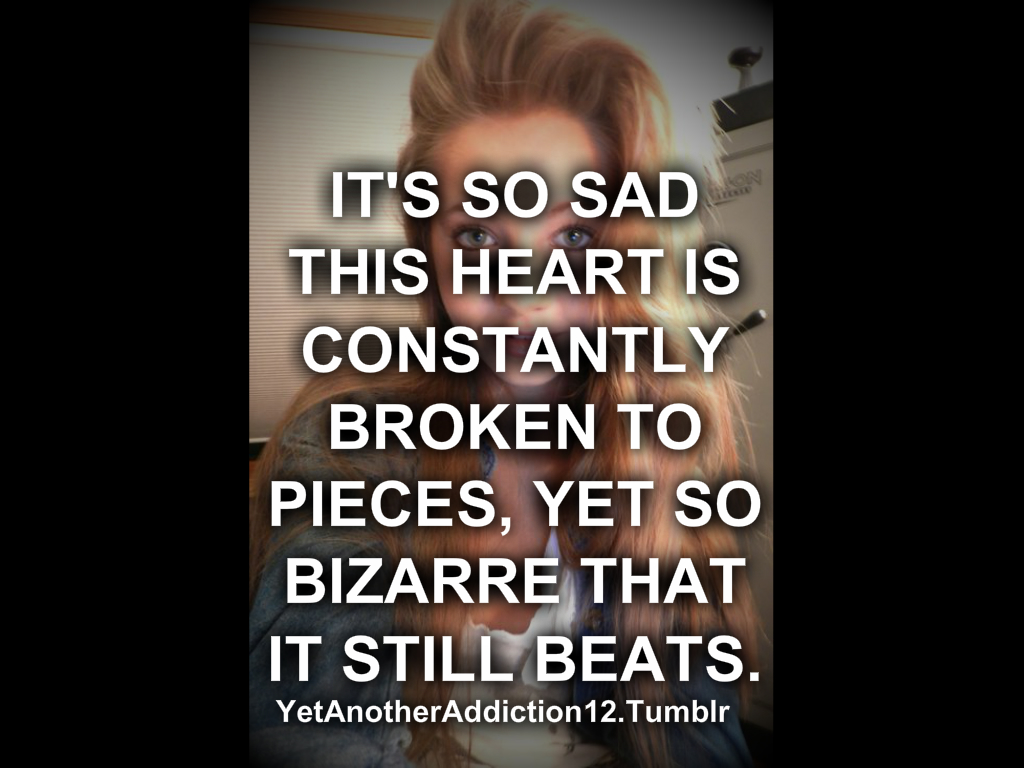 IT'S SO SAD
THIS HEART IS
CONSTANTLY
BROKEN TO
PIECES, YET SO
BIZARRE THAT
IT STILL BEATS.
YetAnotherAddiction12.Tumblr